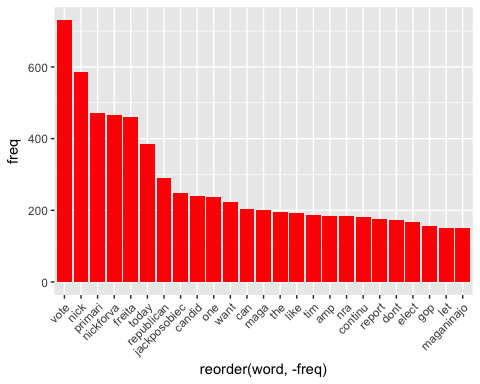 600
400
200
0
freq
vote
nick
primari
nickforva
freita
today
republican
jackposobiec
candid
one
want
can
maga
the
like
tim
amp
nra
continu
report
dont
elect
gop
let
maganinajo
reorder(word, -freq)